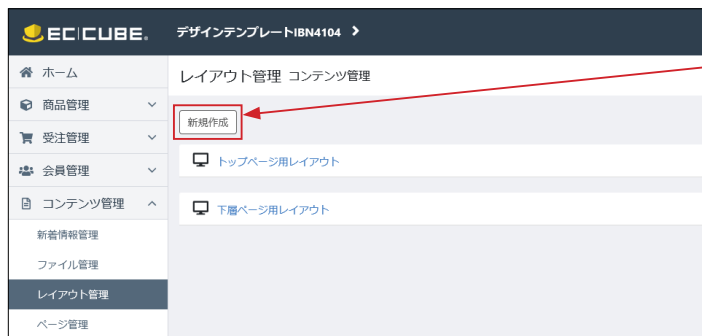 EC CUBE.
デザインテンプレートIBN4104
ホーム
商品管理
受注管理
会員管理
コンテンツ管理
新着情報管理
ファイル管理
レイアウト管理
ページ管理
レイアウト管理 コンテンツ管理
新規作成
トップページ用レイアウト
下層ページ用レイアウト